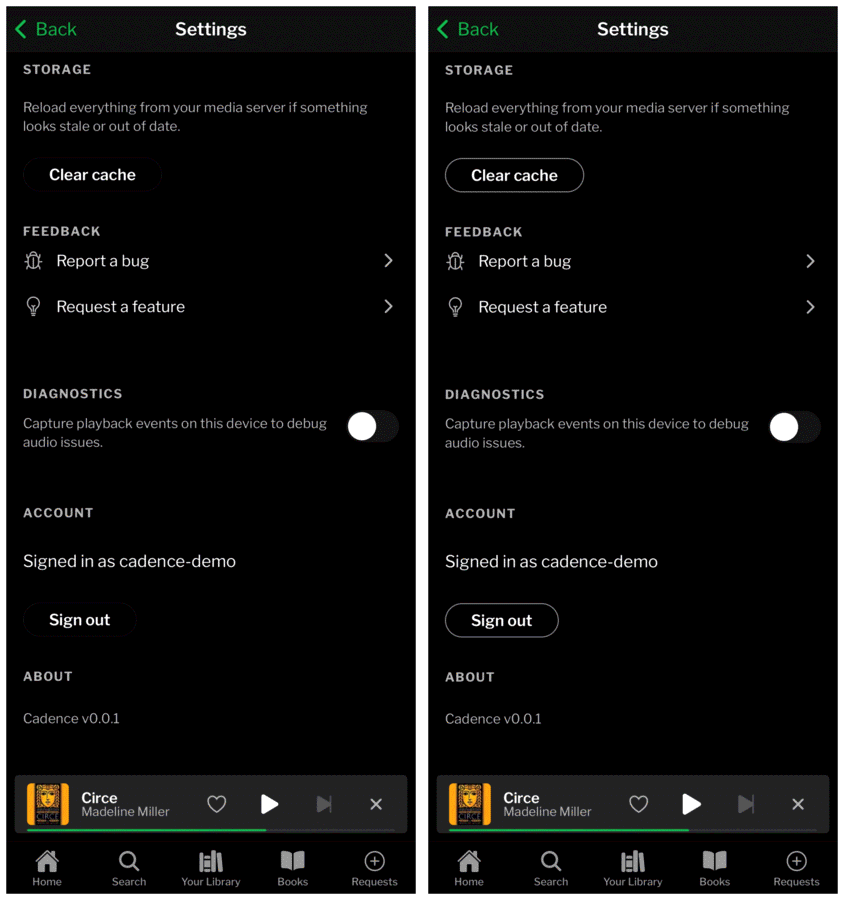 Back
Settings
STORAGE
Reload everything from your media server if something
looks stale or out of date.
Clear cache
FEEDBACK
Report a bug
Request a feature
DIAGNOSTICS
Capture playback events on this device to debug
audio issues.
ACCOUNT
Signed in as cadence-demo
Sign out
ABOUT
Cadence v0.0.1
CIRCE
Circe
Madeline Miller
Home
Search
Your Library
Books
Requests
Back
Settings
STORAGE
Reload everything from your media server if something
looks stale or out of date.
Clear cache
FEEDBACK
Report a bug
Request a feature
DIAGNOSTICS
Capture playback events on this device to debug
audio issues.
ACCOUNT
Signed in as cadence-demo
Sign out
ABOUT
Cadence v0.0.1
CIRCE
Circe
Madeline Miller
Home
Search
Your Library
Books
Requests